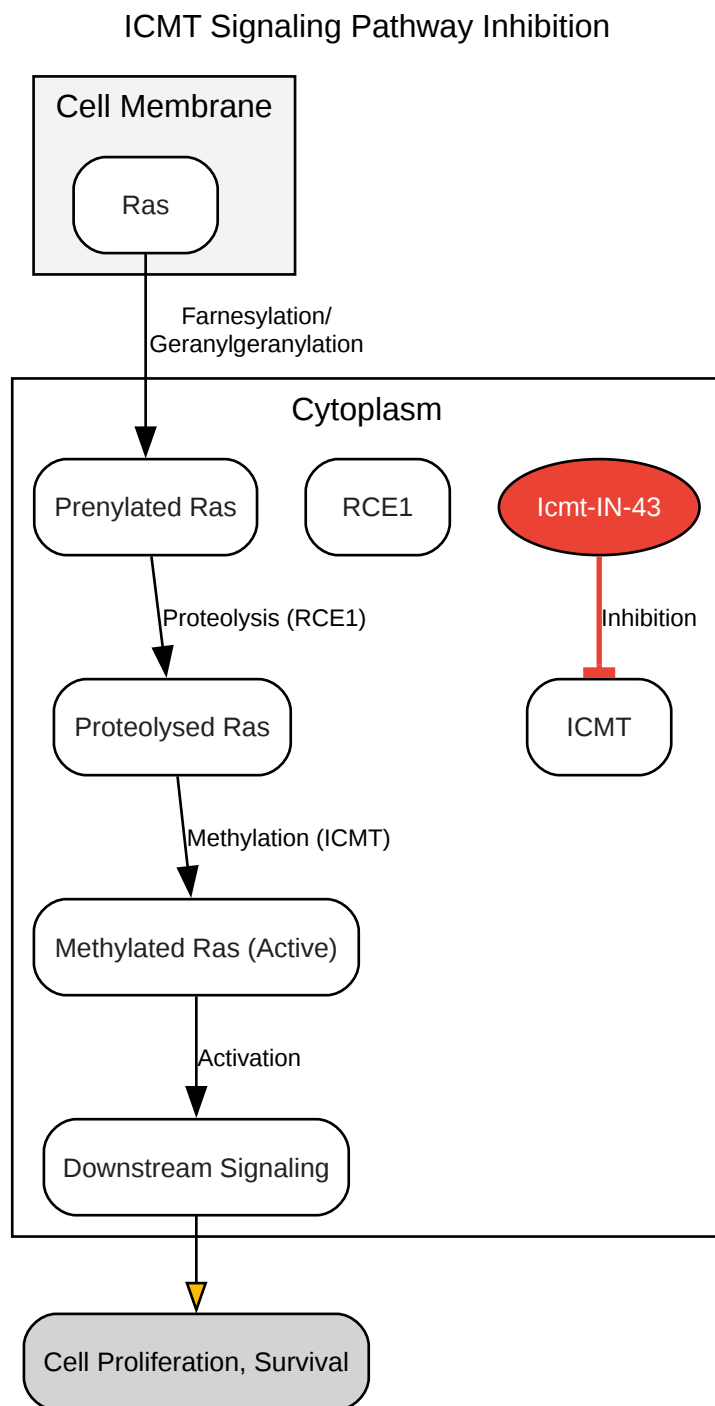 ICMT Signaling Pathway Inhibition
Cell Membrane
Ras
Farnesylation/
Geranylgeranylation
Cytoplasm
Prenylated Ras
RCE1
Icmt-IN-43
Proteolysis (RCE1)
Inhibition
Proteolysed Ras
ICMT
Methylation (ICMT)
Methylated Ras (Active)
Activation
Downstream Signaling
Cell Proliferation, Survival